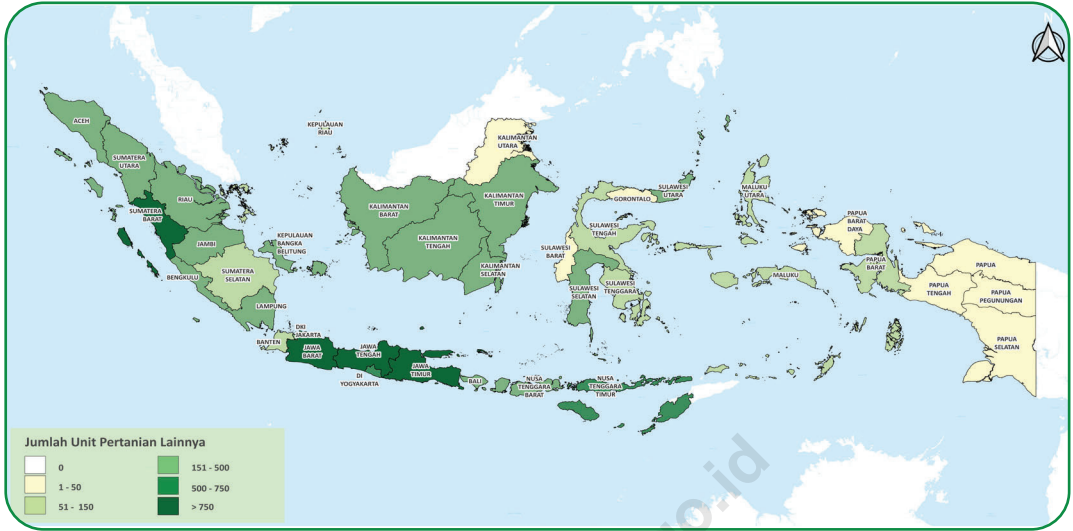 N
KEPULAUAN
RIAU
ACEH
SUMATERA
UTARA
RIAU
SUMATERA
BARAT
JAMBI
KEPULAUAN
BANGKA
BELITUNG
BENGKULU
SUMATERA
SELATAN
LAMPUNG
KALIMANTAN
UTARA
KALIMANTAN
BARAT
KALIMANTAN
TIMUR
KALIMANTAN
TENGAH
KALIMANTAN
SELATAN
SULAWESI
UTARA
GORONTALO
SULAWESI
TENGAH
SULAWESI
BARAT
SULAWESI
SELATAN
SULAWESI
TENGGARA
MALUKU
UTARA
MALUKU
PAPUA
BARAT
DAYA
PAPUA
BARAT
PAPUA
PAPUA
TENGAH
PAPUA
PEGUNUNGAN
PAPUA
SELATAN
DKI
JAKARTA
BANTEN
JAWA
BARAT
JAWA
TENGAH
DI
YOGYAKARTA
JAWA
TIMUR
BALI
NUSA
TENGGARA
BARAT
NUSA
TENGGARA
TIMUR
Jumlah Unit Pertanian Lainnya
0
1 - 50
51 - 150
151 - 500
500 - 750
> 750
o.id